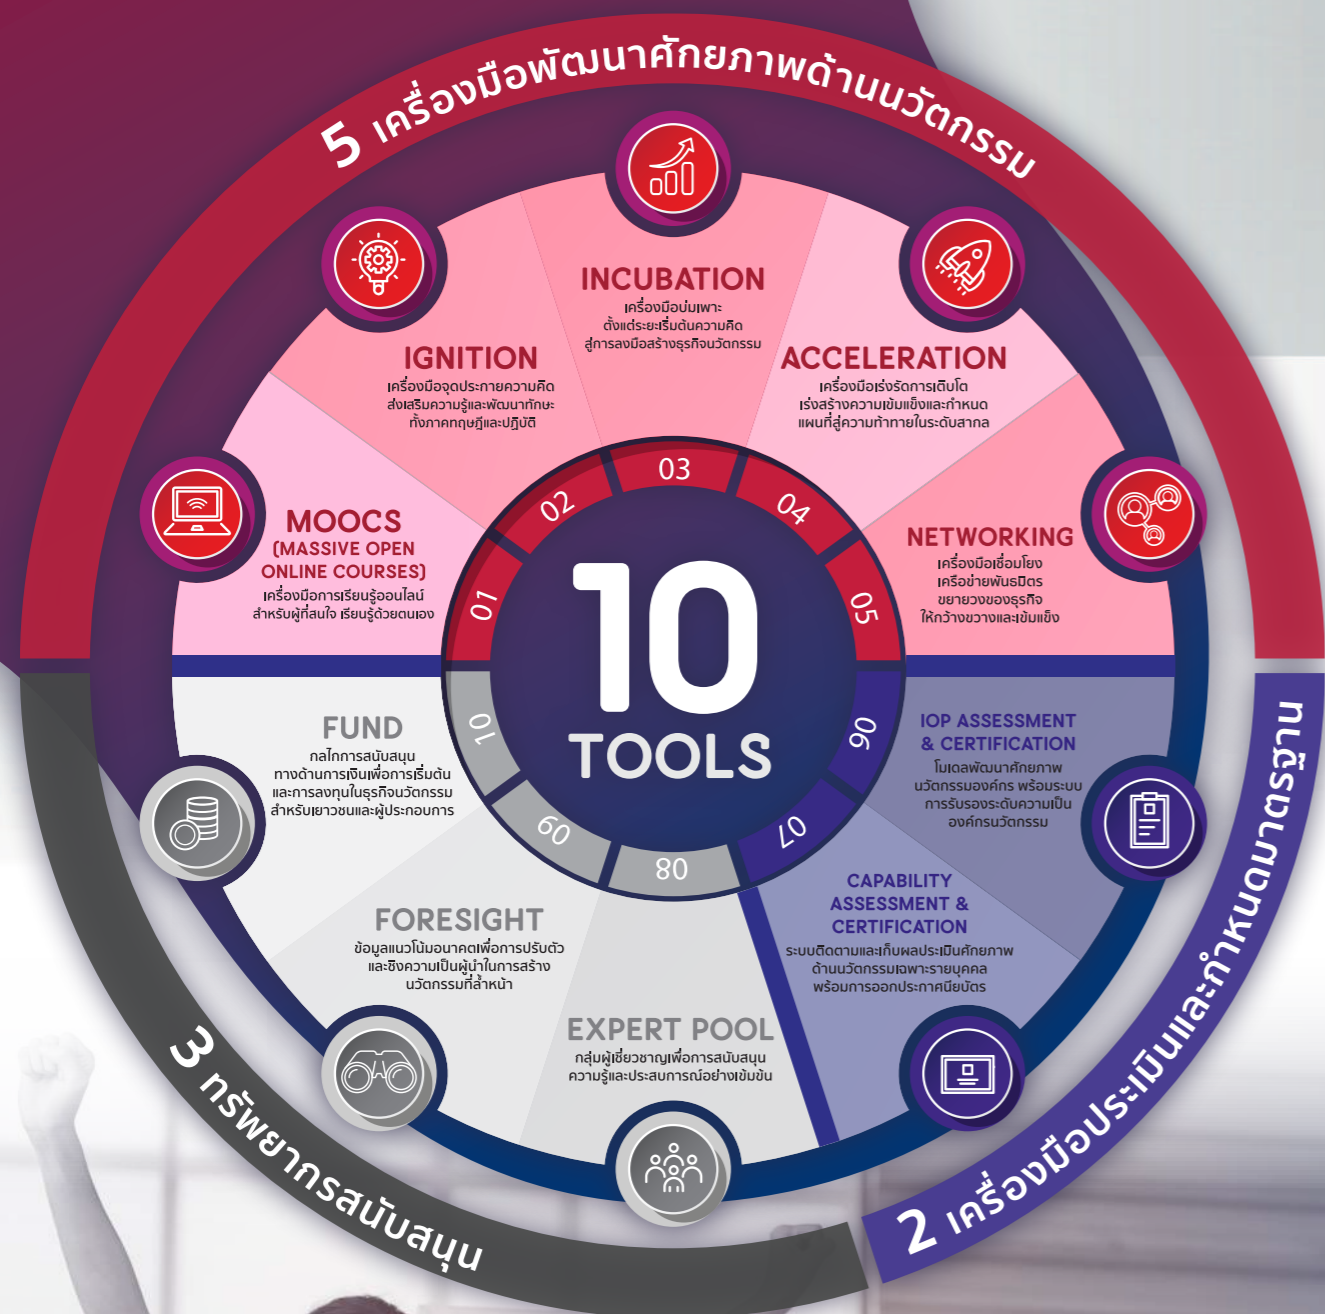 5 เครื่องมือพัฒนาศักยภาพด้านนวัตกรรม
10
TOOLS
01
MOOCS
(MASSIVE OPEN
ONLINE COURSES)
เครื่องมือการเรียนรู้ออนไลน์
สำหรับผู้ที่สนใจ เรียนรู้ด้วยตนเอง
02
IGNITION
เครื่องมือจุดประกายความคิด
ส่งเสริมความรู้และพัฒนาทักษะ
ทั้งภาคทฤษฎีและปฏิบัติ
03
INCUBATION
เครื่องมือบ่มเพาะ
ตั้งแต่ระยะเริ่มต้นความคิด
สู่การลงมือสร้างธุรกิจนวัตกรรม
04
ACCELERATION
เครื่องมือเร่งรัดการเติบโต
เร่งสร้างความเข้มแข็งและกำหนด
แผนที่สู่ความท้าทายในระดับสากล
05
NETWORKING
เครื่องมือเชื่อมโยง
เครือข่ายพันธมิตร
ขยายวงของธุรกิจ
ให้กว้างขวางและเข้มแข็ง
2 เครื่องมือประเมินและกำหนดมาตรฐาน
06
IOP ASSESSMENT
& CERTIFICATION
โมเดลพัฒนาศักยภาพ
นวัตกรรมองค์กร พร้อมระบบ
การรับรองระดับความเป็น
องค์กรนวัตกรรม
07
CAPABILITY
ASSESSMENT &
CERTIFICATION
ระบบติดตามและเก็บผลประเมินศักยภาพ
ด้านนวัตกรรมเฉพาะรายบุคคล
พร้อมการออกประกาศนียบัตร
3 ทรัพยากรสนับสนุน
08
EXPERT POOL
กลุ่มผู้เชี่ยวชาญเพื่อการสนับสนุน
ความรู้และประสบการณ์อย่างเข้มข้น
09
FORESIGHT
ข้อมูลแนวโน้มอนาคตเพื่อการปรับตัว
และชิงความเป็นผู้นำในการสร้าง
นวัตกรรมที่ล้ำหน้า
10
FUND
กลไกการสนับสนุน
ทางด้านการเงินเพื่อการเริ่มต้น
และการลงทุนในธุรกิจนวัตกรรม
สำหรับเยาวชนและผู้ประกอบการ